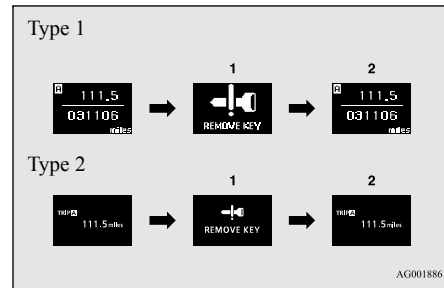 Type 1
1
2
A
111.5
031106
miles
REMOVE KEY
A
111.5
031106
miles
Type 2
1
2
TRIP A
111.5 miles
REMOVE KEY
TRIP A
111.5 miles
AG001886